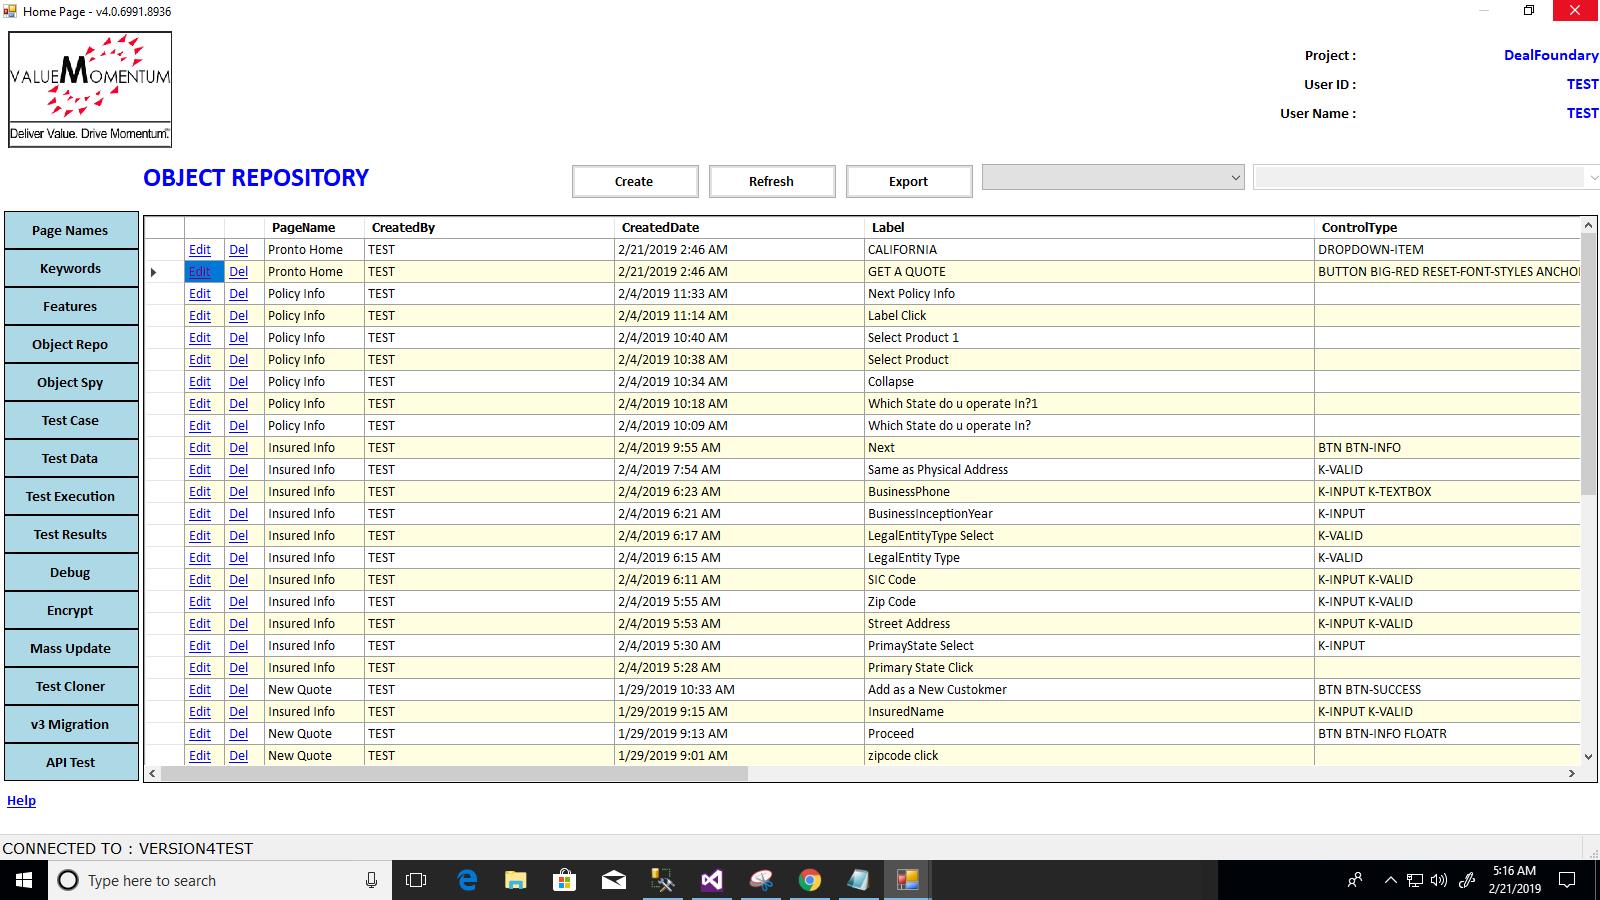 Home Page - v4.0.6991.8936
VALUEMOMENTUM
Deliver Value. Drive Momentum.
Project : DealFoundary
User ID : TEST
User Name : TEST
OBJECT REPOSITORY
Create Refresh Export
Page Names
Keywords
Features
Object Repo
Object Spy
Test Case
Test Data
Test Execution
Test Results
Debug
Encrypt
Mass Update
Test Cloner
v3 Migration
API Test
Help
PageName CreatedBy CreatedDate Label ControlType
Edit Del Pronto Home TEST 2/21/2019 2:46 AM CALIFORNIA DROPDOWN-ITEM
Edit Del Pronto Home TEST 2/21/2019 2:46 AM GET A QUOTE BUTTON BIG-RED RESET-FONT-STYLES ANCHO
Edit Del Policy Info TEST 2/4/2019 11:33 AM Next Policy Info
Edit Del Policy Info TEST 2/4/2019 11:14 AM Label Click
Edit Del Policy Info TEST 2/4/2019 10:40 AM Select Product 1
Edit Del Policy Info TEST 2/4/2019 10:38 AM Select Product
Edit Del Policy Info TEST 2/4/2019 10:34 AM Collapse
Edit Del Policy Info TEST 2/4/2019 10:18 AM Which State do u operate In?1
Edit Del Policy Info TEST 2/4/2019 10:09 AM Which State do u operate In?
Edit Del Insured Info TEST 2/4/2019 9:55 AM Next BTN BTN-INFO
Edit Del Insured Info TEST 2/4/2019 7:54 AM Same as Physical Address K-VALID
Edit Del Insured Info TEST 2/4/2019 6:23 AM BusinessPhone K-INPUT K-TEXTBOX
Edit Del Insured Info TEST 2/4/2019 6:21 AM BusinessInceptionYear K-INPUT
Edit Del Insured Info TEST 2/4/2019 6:17 AM LegalEntityType Select K-VALID
Edit Del Insured Info TEST 2/4/2019 6:15 AM LegalEntity Type K-VALID
Edit Del Insured Info TEST 2/4/2019 6:11 AM SIC Code K-INPUT K-VALID
Edit Del Insured Info TEST 2/4/2019 5:55 AM Zip Code K-INPUT K-VALID
Edit Del Insured Info TEST 2/4/2019 5:53 AM Street Address K-INPUT K-VALID
Edit Del Insured Info TEST 2/4/2019 5:30 AM PrimayState Select K-INPUT
Edit Del Insured Info TEST 2/4/2019 5:28 AM Primary State Click
Edit Del New Quote TEST 1/29/2019 10:33 AM Add as a New Custokmer BTN BTN-SUCCESS
Edit Del Insured Info TEST 1/29/2019 9:15 AM InsuredName K-INPUT K-VALID
Edit Del New Quote TEST 1/29/2019 9:13 AM Proceed BTN BTN-INFO FLOATR
Edit Del New Quote TEST 1/29/2019 9:01 AM zipcode click
CONNECTED TO : VERSION4TEST
Type here to search
5:16 AM
2/21/2019